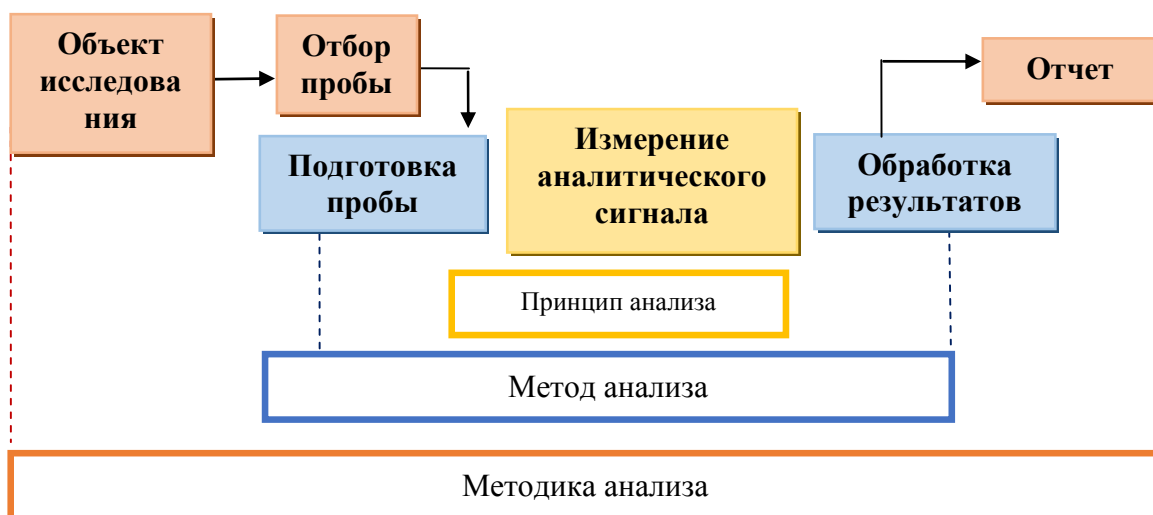 Объект
исследова
ния
Отбор
пробы
Отчет
Подготовка
пробы
Измерение
аналитического
сигнала
Обработка
результатов
Принцип анализа
Метод анализа
Методика анализа